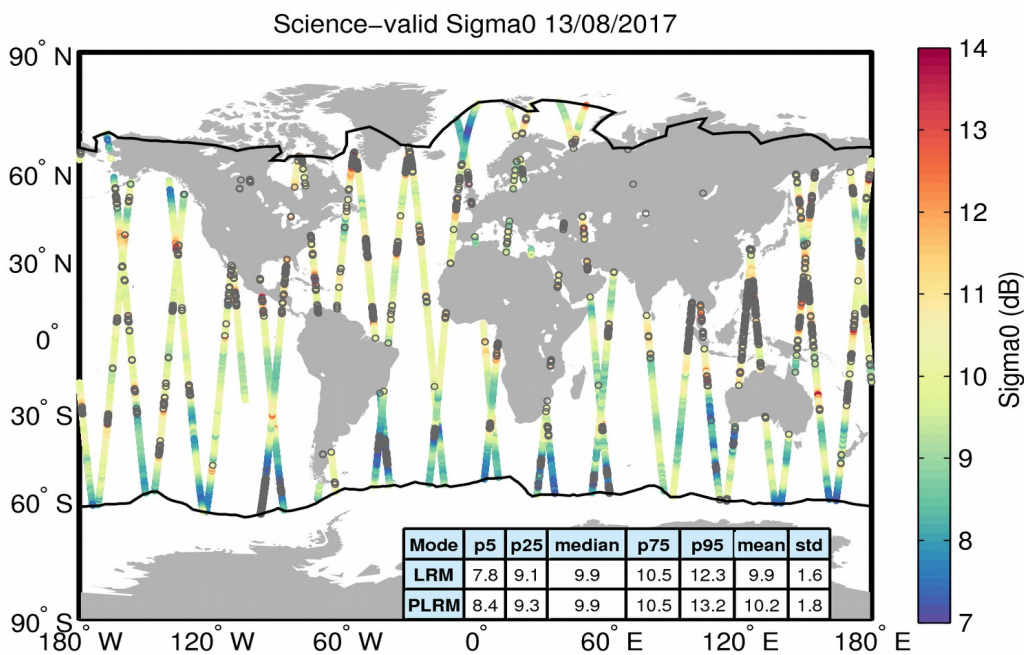 Science−valid Sigma0 13/08/2017
90° N
60° N
30° N
0°
30° S
60° S
90° S
180° W
120° W
60° W
0°
60° E
120° E
180° E
Mode p5 p25 median p75 p95 mean std
LRM 7.8 9.1 9.9 10.5 12.3 9.9 1.6
PLRM 8.4 9.3 9.9 10.5 13.2 10.2 1.8
14
13
12
11
10
9
8
7
Sigma0 (dB)